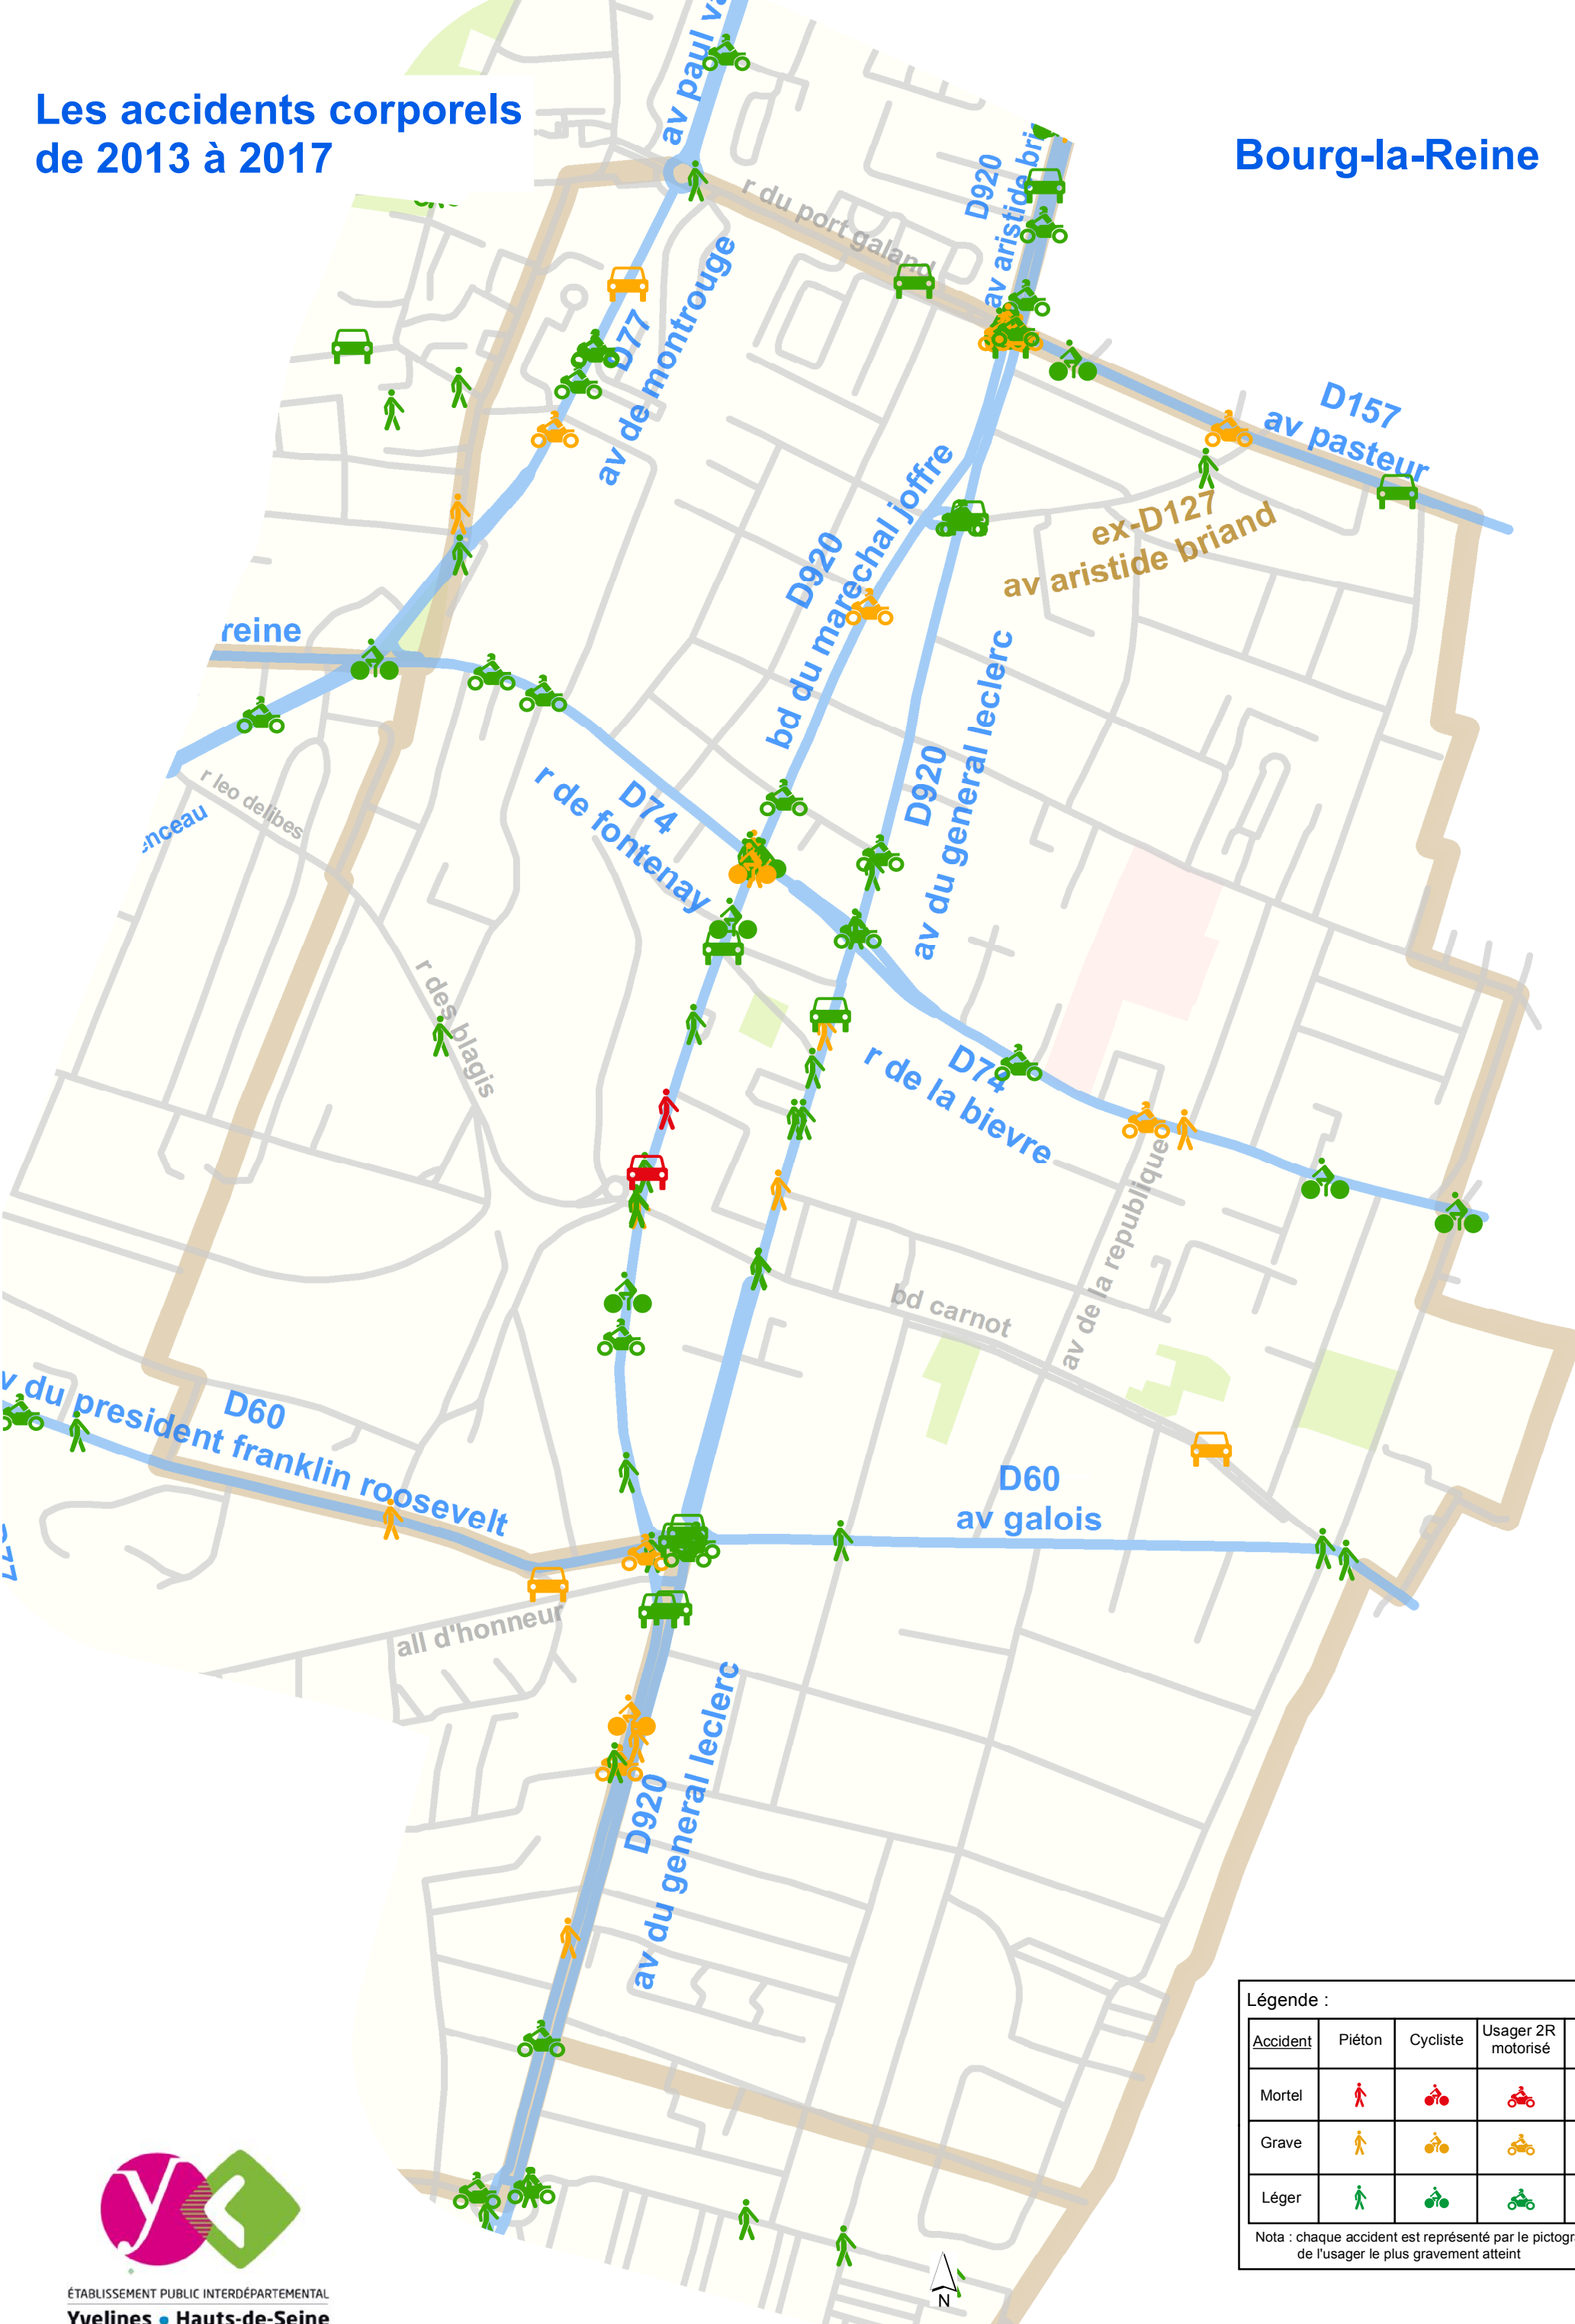 Les accidents corporels
de 2013 à 2017
Bourg-la-Reine
av paul va
r du port galand
D920
av aristide bri
D77
av de montrouge
D157
av pasteur
ex-D127
av aristide briand
D920
bd du marechal joffre
reine
D920
av du general leclerc
r leo delibes
enceau
D74
r de fontenay
r des blagis
D74
r de la bievre
av de la republique
bd carnot
v du president franklin roosevelt
D60
D60
av galois
all d'honneur
D920
av du general leclerc
Légende :
Accident
Piéton
Cycliste
Usager 2R
motorisé
Mortel
Grave
Léger
Nota : chaque accident est représenté par le pictogra
de l'usager le plus gravement atteint
N
ÉTABLISSEMENT PUBLIC INTERDÉPARTEMENTAL
Yvelines • Hauts-de-Seine